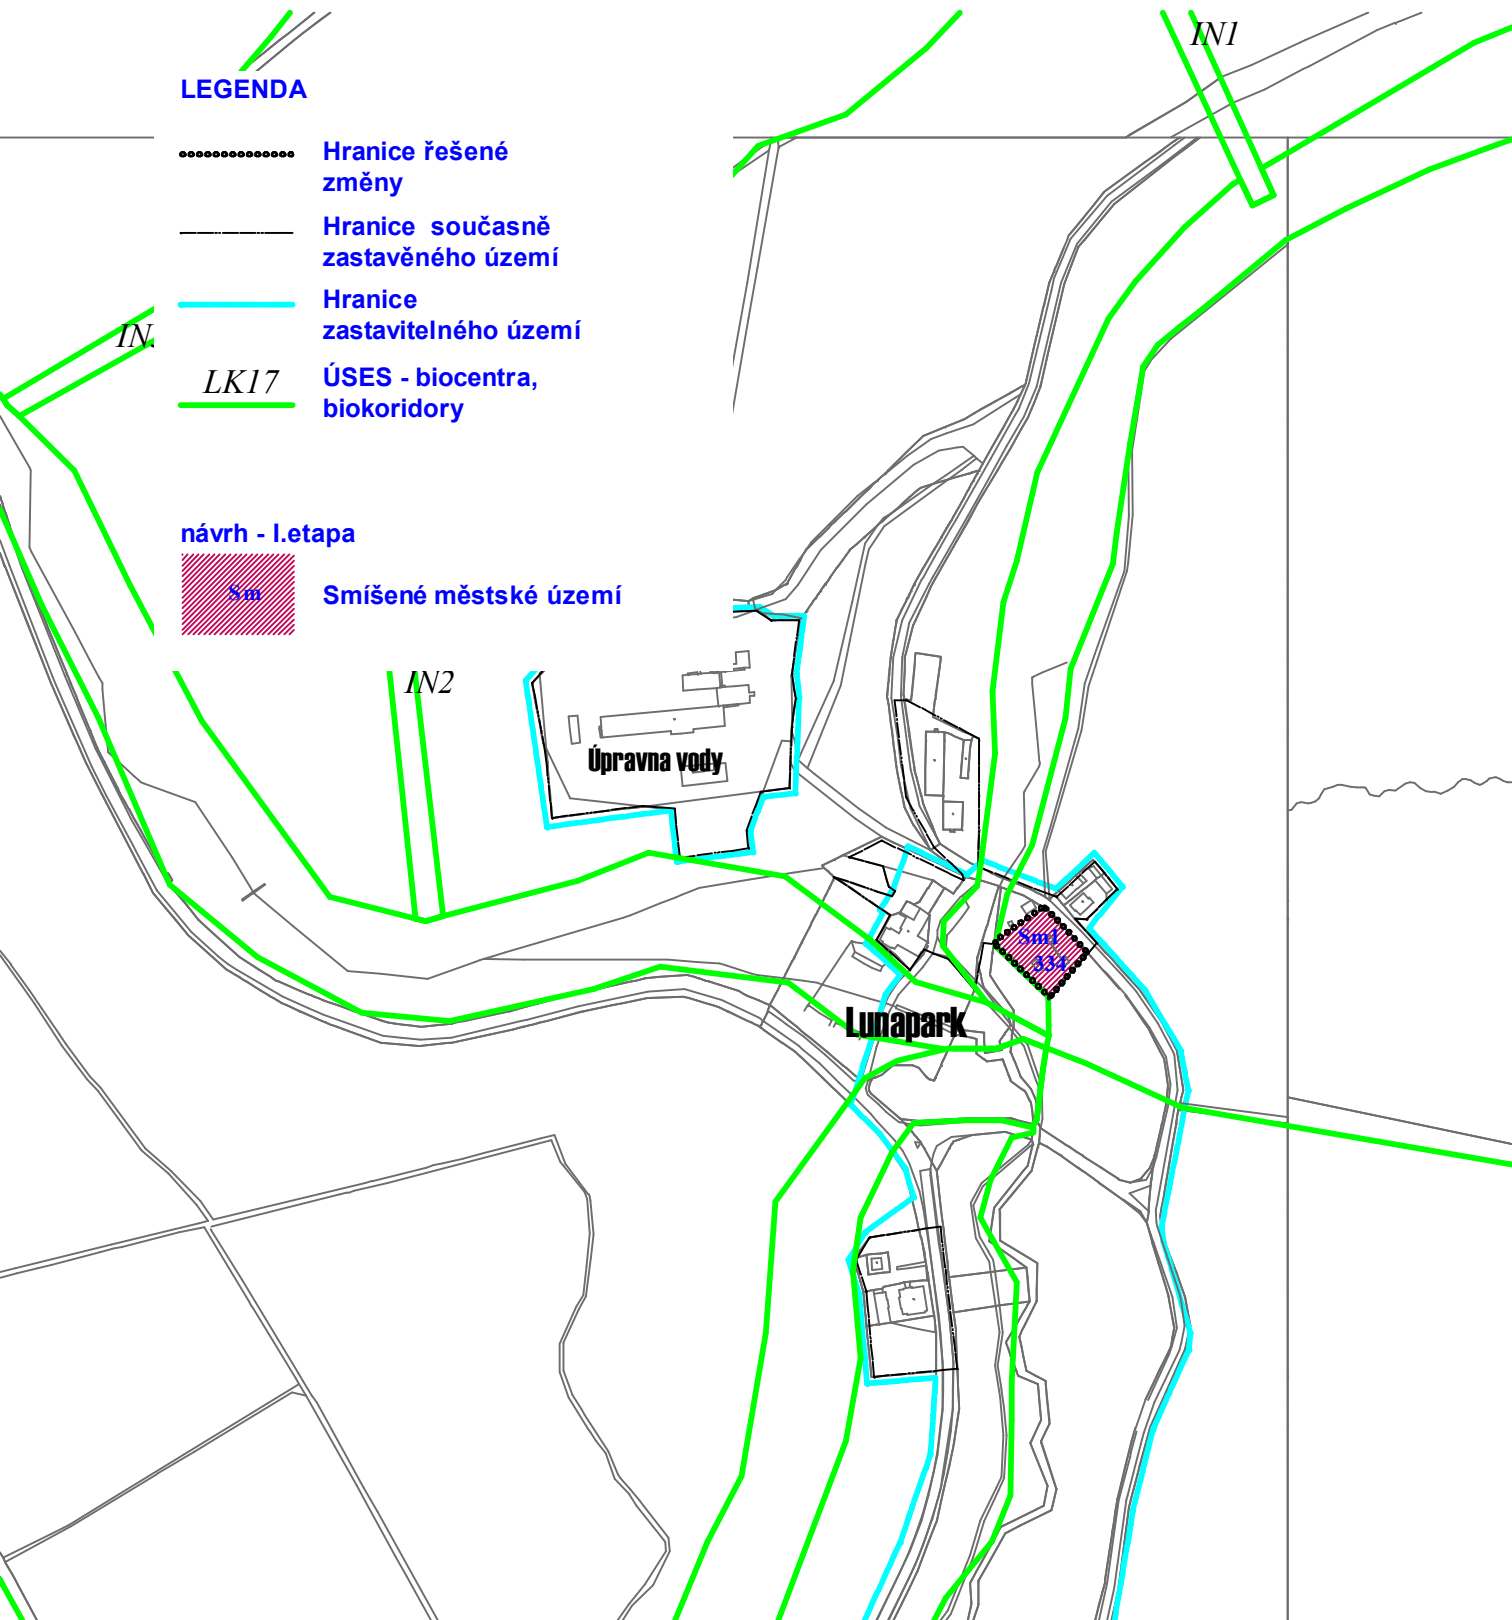 IN1
LEGENDA
Hranice řešené
změny
Hranice současně
zastavěného území
Hranice
zastavitelného území
LK17
ÚSES - biocentra,
biokoridory
návrh - I.etapa
Sm
Smíšené městské území
IN2
Úpravna vody
Sm1
334
Lunapark